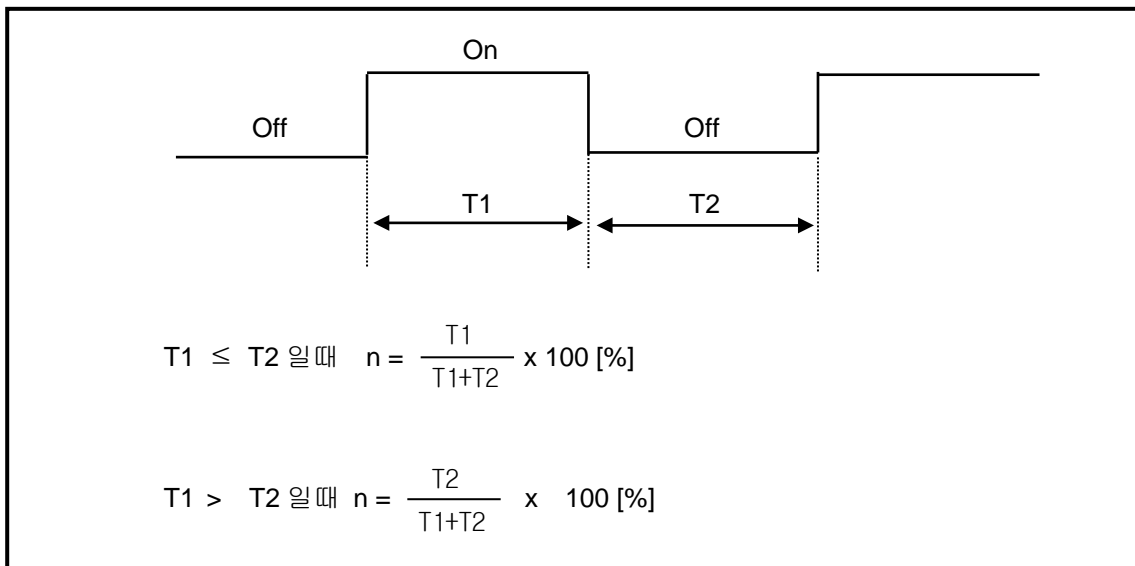 On
Off
Off
T1
T2
T1 ≤ T2 일때 n = T1 / T1+T2 x 100 [%]
T1 > T2 일때 n = T2 / T1+T2 x 100 [%]